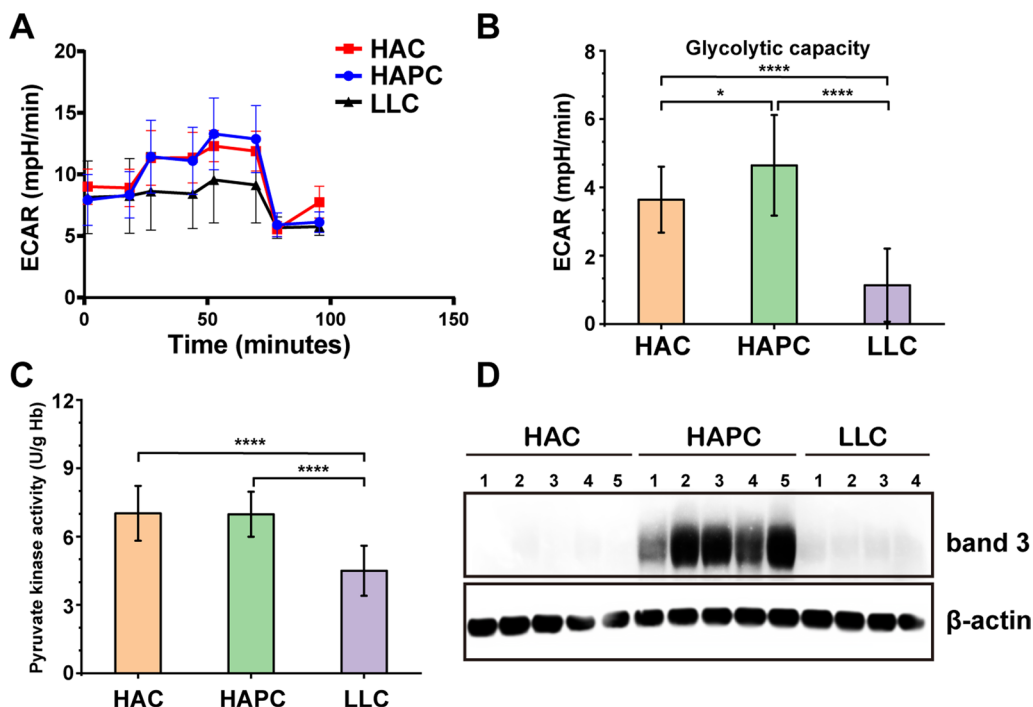 A
20
15
10
5
0
ECAR (mpH/min)
0 50 100 150
Time (minutes)
HAC
HAPC
LLC
B
Glycolytic capacity
****
* ****
8
6
4
2
0
ECAR (mpH/min)
HAC HAPC LLC
C
12
9
6
3
0
Pyruvate kinase activity (U/g Hb)
****
****
HAC HAPC LLC
D
HAC HAPC LLC
1 2 3 4 5 1 2 3 4 5 1 2 3 4
band 3
β-actin